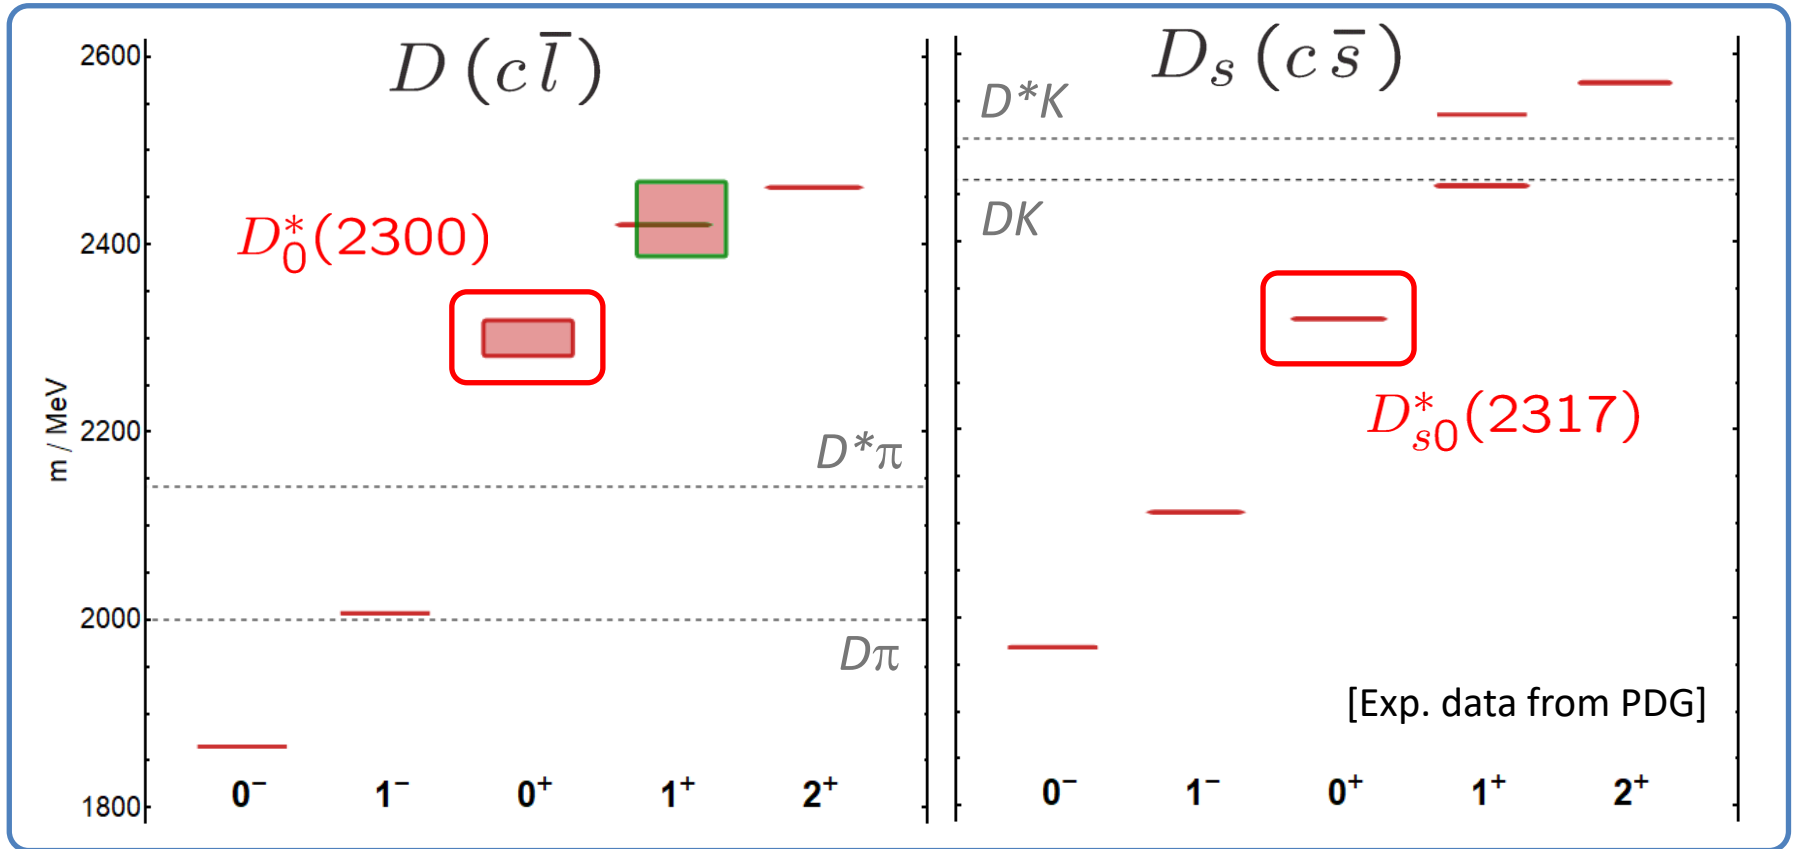 D (c l̅)
D_s (c s̅)
2600
2400
2200
2000
1800
m / MeV
D*K
DK
D*_0(2300)
D*π
Dπ
D*_{s0}(2317)
[Exp. data from PDG]
0⁻ 1⁻ 0⁺ 1⁺ 2⁺
0⁻ 1⁻ 0⁺ 1⁺ 2⁺